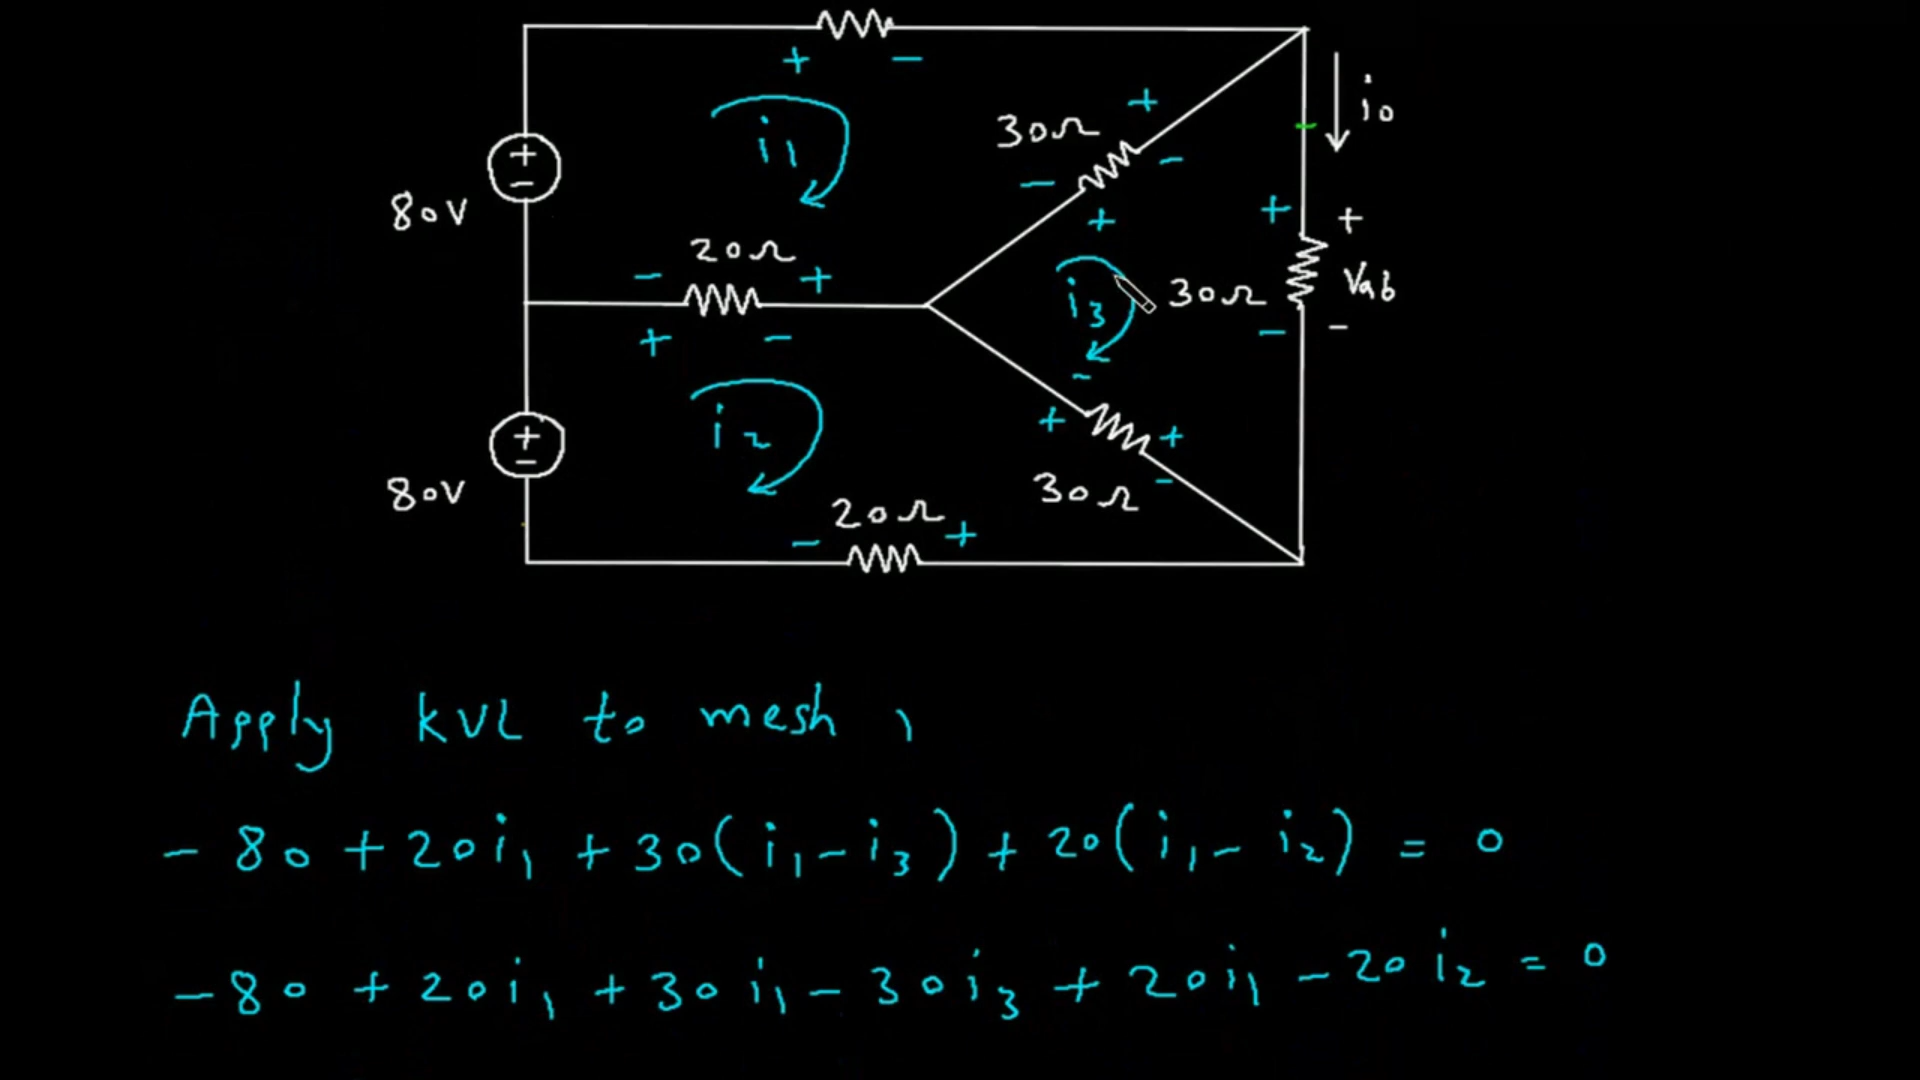 + -
i₀
+
30Ω
i₁
-
-
+
-
80V
20Ω
- +
+
+ +
i₃
30Ω
Vab
- -
+ -
-
i₂
+
+
+
-
80V
30Ω
-
20Ω
- +
Apply KVL to mesh 1
- 80 + 20i₁ + 30(i₁ - i₃) + 20(i₁ - i₂) = 0
- 80 + 20i₁ + 30i₁ - 30i₃ + 20i₁ - 20i₂ = 0